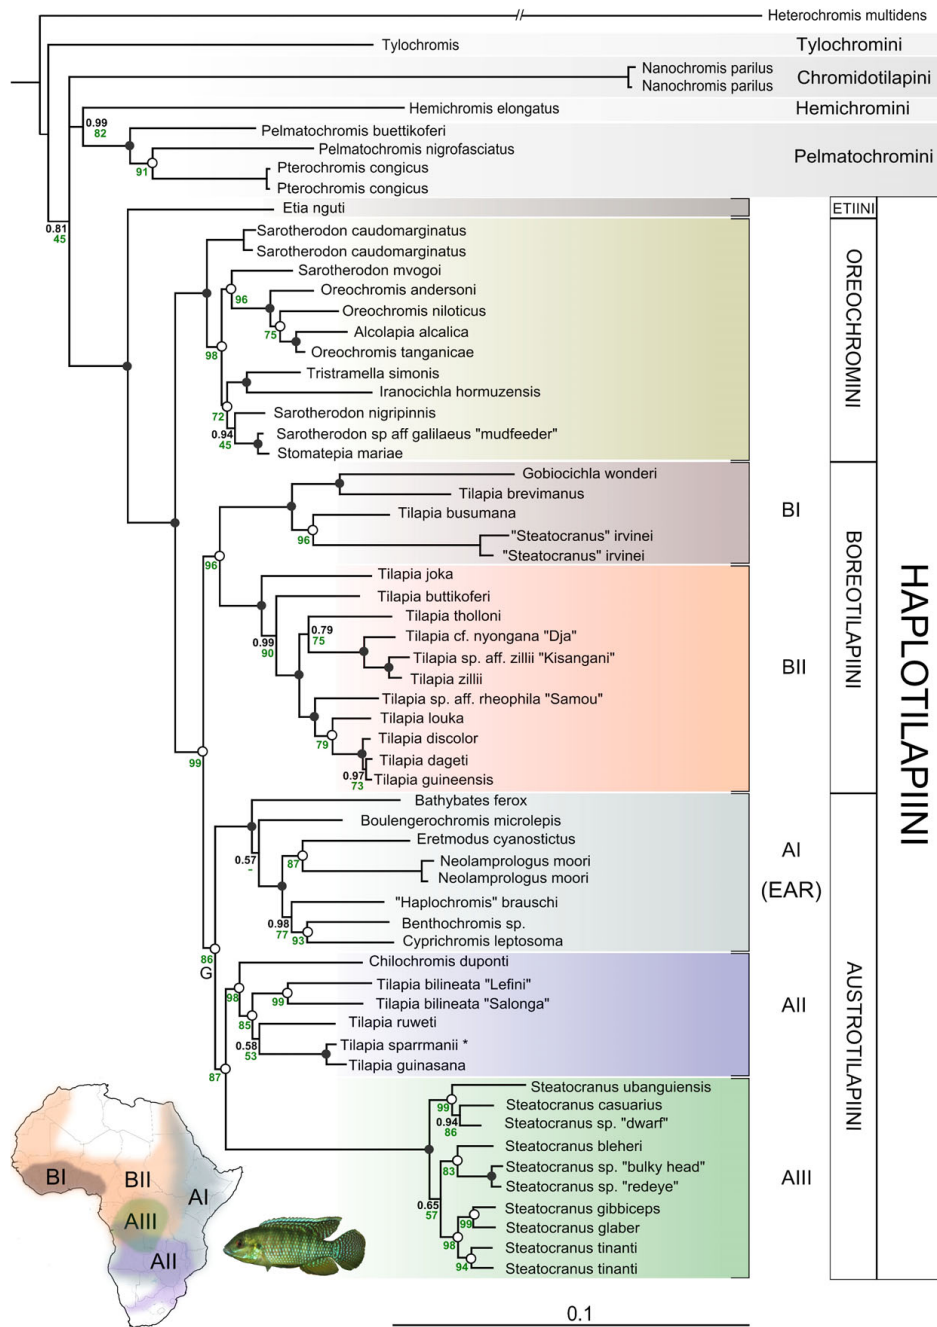 Heterochromis multidens
Tylochromis
Tylochromini
Nanochromis parilus
Nanochromis parilus
Chromidotilapini
Hemichromis elongatus
Hemichromini
0.99
82
Pelmatochromis buettikoferi
Pelmatochromis nigrofasciatus
Pelmatochromini
91
Pterochromis congicus
Pterochromis congicus
0.81
45
Etia nguti
ETIINI
Sarotherodon caudomarginatus
Sarotherodon caudomarginatus
Sarotherodon mvogoi
96
Oreochromis andersoni
Oreochromis niloticus
75
Alcolapia alcalica
98
Oreochromis tanganicae
Tristramella simonis
Iranocichla hormuzensis
72
Sarotherodon nigripinnis
0.94
45
Sarotherodon sp aff galilaeus "mudfeeder"
Stomatepia mariae
OREOCHROMINI
Gobiocichla wonderi
Tilapia brevimanus
BI
Tilapia busumana
96
"Steatocranus" irvinei
"Steatocranus" irvinei
96
Tilapia joka
Tilapia buttikoferi
Tilapia tholloni
0.79
75
0.99
90
Tilapia cf. nyongana "Dja"
Tilapia sp. aff. zillii "Kisangani"
BII
Tilapia zillii
Tilapia sp. aff. rheophila "Samou"
Tilapia louka
79
Tilapia discolor
Tilapia dageti
0.97
73
Tilapia guineensis
BOREOTILAPIINI
HAPLOTILAPIINI
99
Bathybates ferox
Boulengerochromis microlepis
Eretmodus cyanostictus
0.57
-
87
AI
(EAR)
Neolamprologus moori
Neolamprologus moori
"Haplochromis" brauschi
0.98
77
Benthochromis sp.
93
Cyprichromis leptosoma
86
G
Chilochromis duponti
Tilapia bilineata "Lefini"
98
99
Tilapia bilineata "Salonga"
AII
85
Tilapia ruweti
0.58
53
Tilapia sparrmanii *
Tilapia guinasana
87
AUSTROTILAPIINI
Steatocranus ubanguiensis
99
Steatocranus casuarius
0.94
86
Steatocranus sp. "dwarf"
Steatocranus bleheri
83
Steatocranus sp. "bulky head"
AIII
Steatocranus sp. "redeye"
0.65
57
Steatocranus gibbiceps
99
Steatocranus glaber
98
Steatocranus tinanti
94
Steatocranus tinanti
BI
BII
AI
AIII
AII
0.1